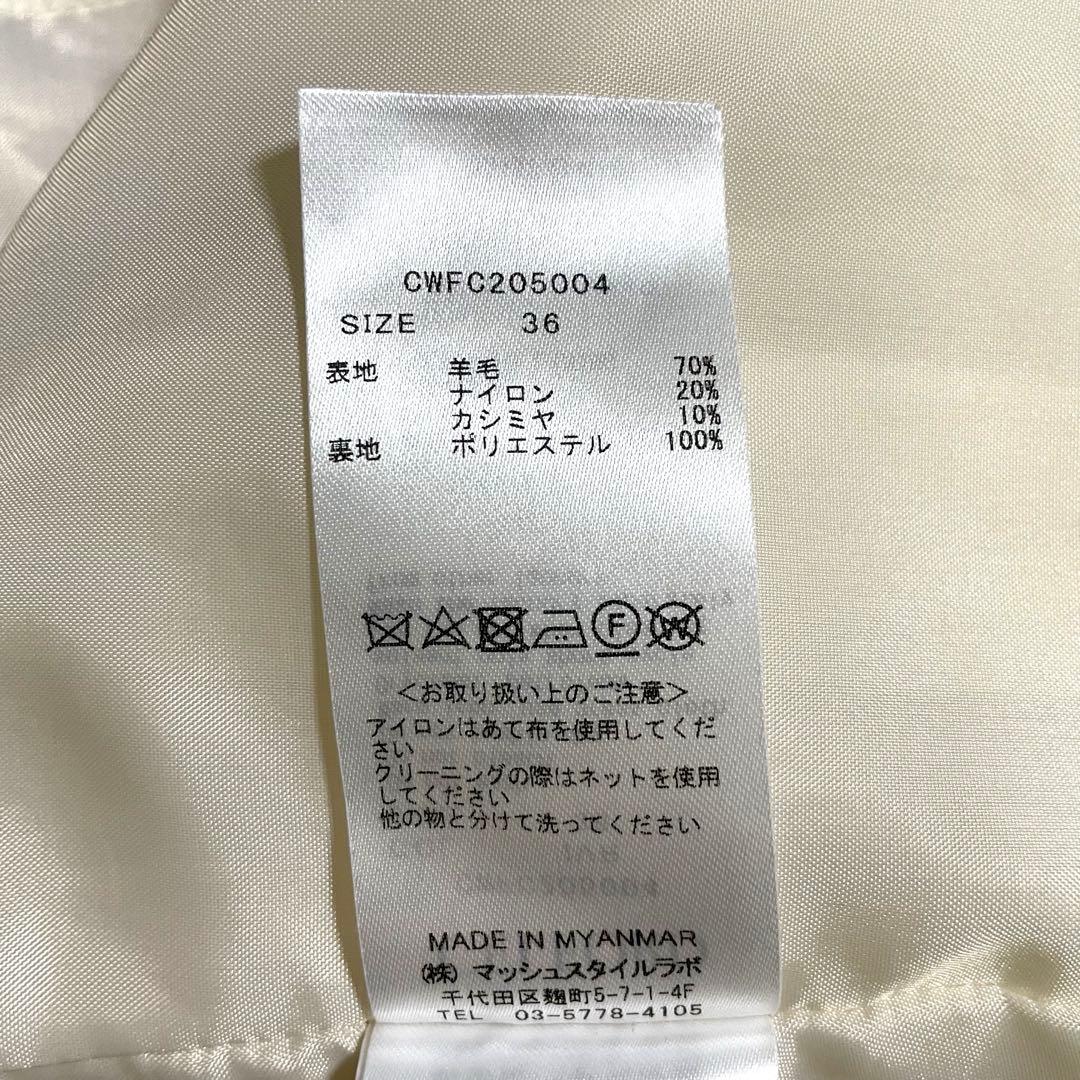 CWFC205004
SIZE 36
表地 羊毛 70%
ナイロン 20%
カシミヤ 10%
裏地 ポリエステル 100%
F
W
＜お取り扱い上のご注意＞
アイロンはあて布を使用してくだ
さい
クリーニングの際はネットを使用
してください
他の物と分けて洗ってください
MADE IN MYANMAR
(株) マッシュスタイルラボ
千代田区麹町5-7-1-4F
TEL 03-5778-4105